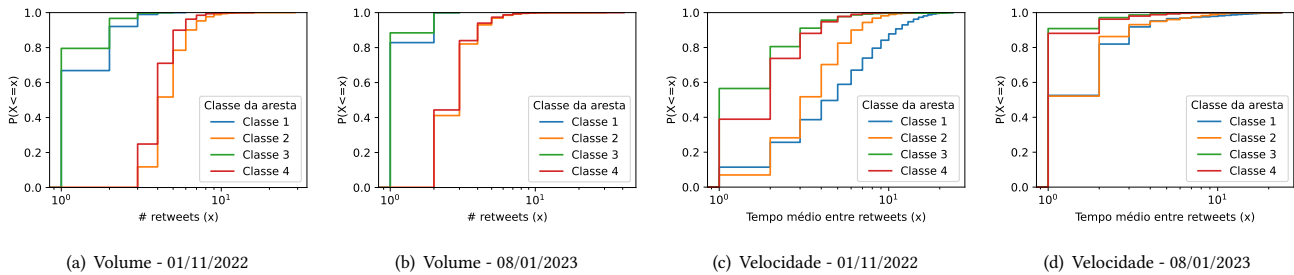 P(X<=x)
1.0
0.8
0.6
0.4
0.2
0.0
Classe da aresta
Classe 1
Classe 2
Classe 3
Classe 4
10⁰
10¹
# retweets (x)
(a) Volume - 01/11/2022
P(X<=x)
1.0
0.8
0.6
0.4
0.2
0.0
Classe da aresta
Classe 1
Classe 2
Classe 3
Classe 4
10⁰
10¹
# retweets (x)
(b) Volume - 08/01/2023
P(X<=x)
1.0
0.8
0.6
0.4
0.2
0.0
Classe da aresta
Classe 1
Classe 2
Classe 3
Classe 4
10⁰
10¹
Tempo médio entre retweets (x)
(c) Velocidade - 01/11/2022
P(X<=x)
1.0
0.8
0.6
0.4
0.2
0.0
Classe da aresta
Classe 1
Classe 2
Classe 3
Classe 4
10⁰
10¹
Tempo médio entre retweets (x)
(d) Velocidade - 08/01/2023